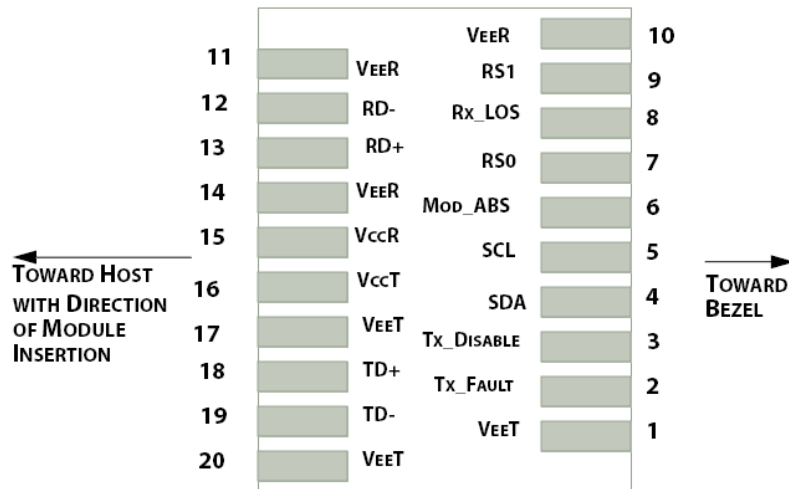 11 VEER
12 RD-
13 RD+
14 VEER
15 VCCR
16 VCCT
17 VEET
18 TD+
19 TD-
20 VEET
VEER 10
RS1 9
RX_LOS 8
RS0 7
MOD_ABS 6
SCL 5
SDA 4
TX_DISABLE 3
TX_FAULT 2
VEET 1
TOWARD HOST
WITH DIRECTION
OF MODULE
INSERTION
TOWARD
BEZEL